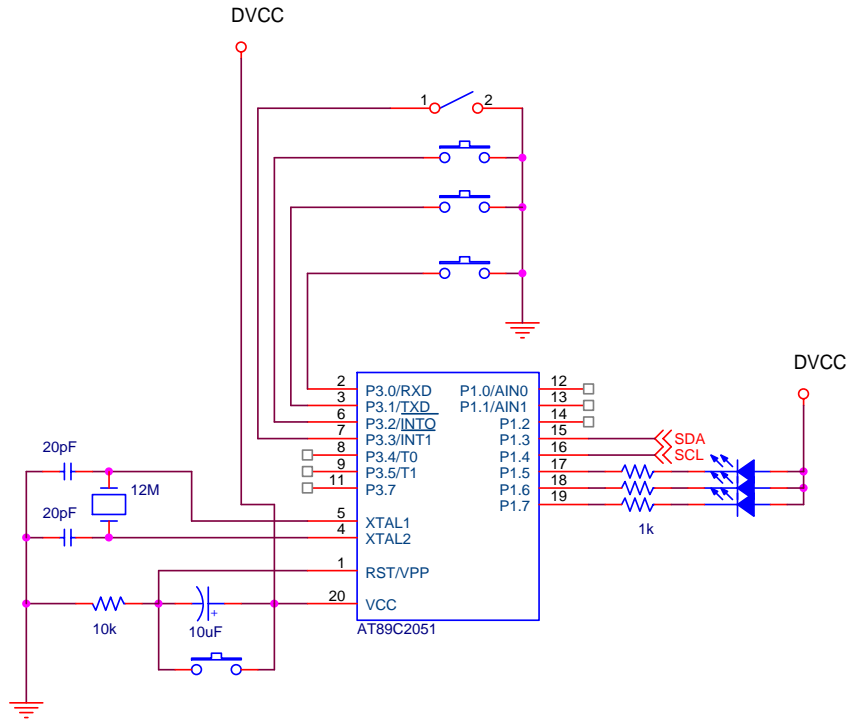 DVCC
1 2
DVCC
2 P3.0/RXD P1.0/AIN0 12
3 P3.1/TXD P1.1/AIN1 13
6 P3.2/INTO P1.2 14
7 P3.3/INT1 P1.3 15 SDA
8 P3.4/T0 P1.4 16 SCL
9 P3.5/T1 P1.5 17
11 P3.7 P1.6 18
P1.7 19
20pF
12M
20pF
1k
5 XTAL1
4 XTAL2
1 RST/VPP
20 VCC
10k
10uF
+
AT89C2051